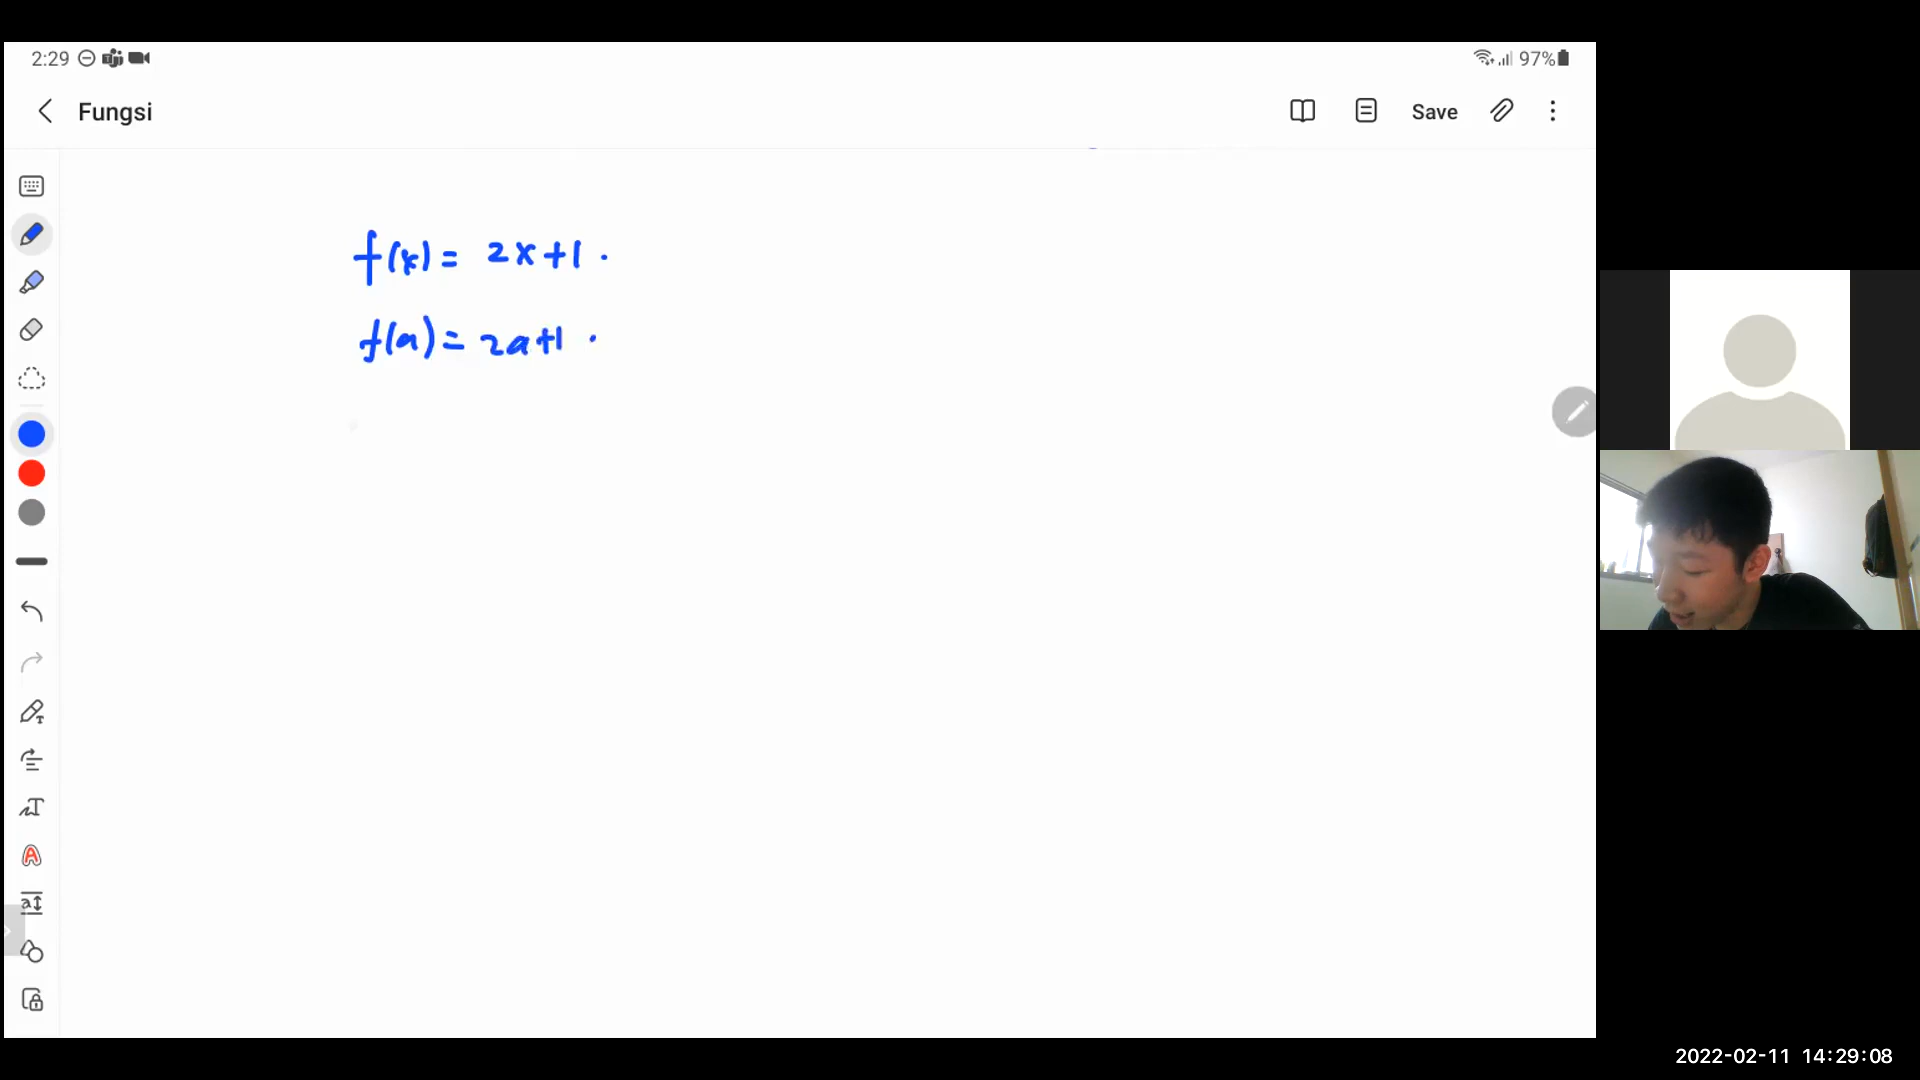 2:29
97%
Fungsi
Save
f(x) = 2x+1 .
f(a) = 2a+1 .
2022-02-11 14:29:08